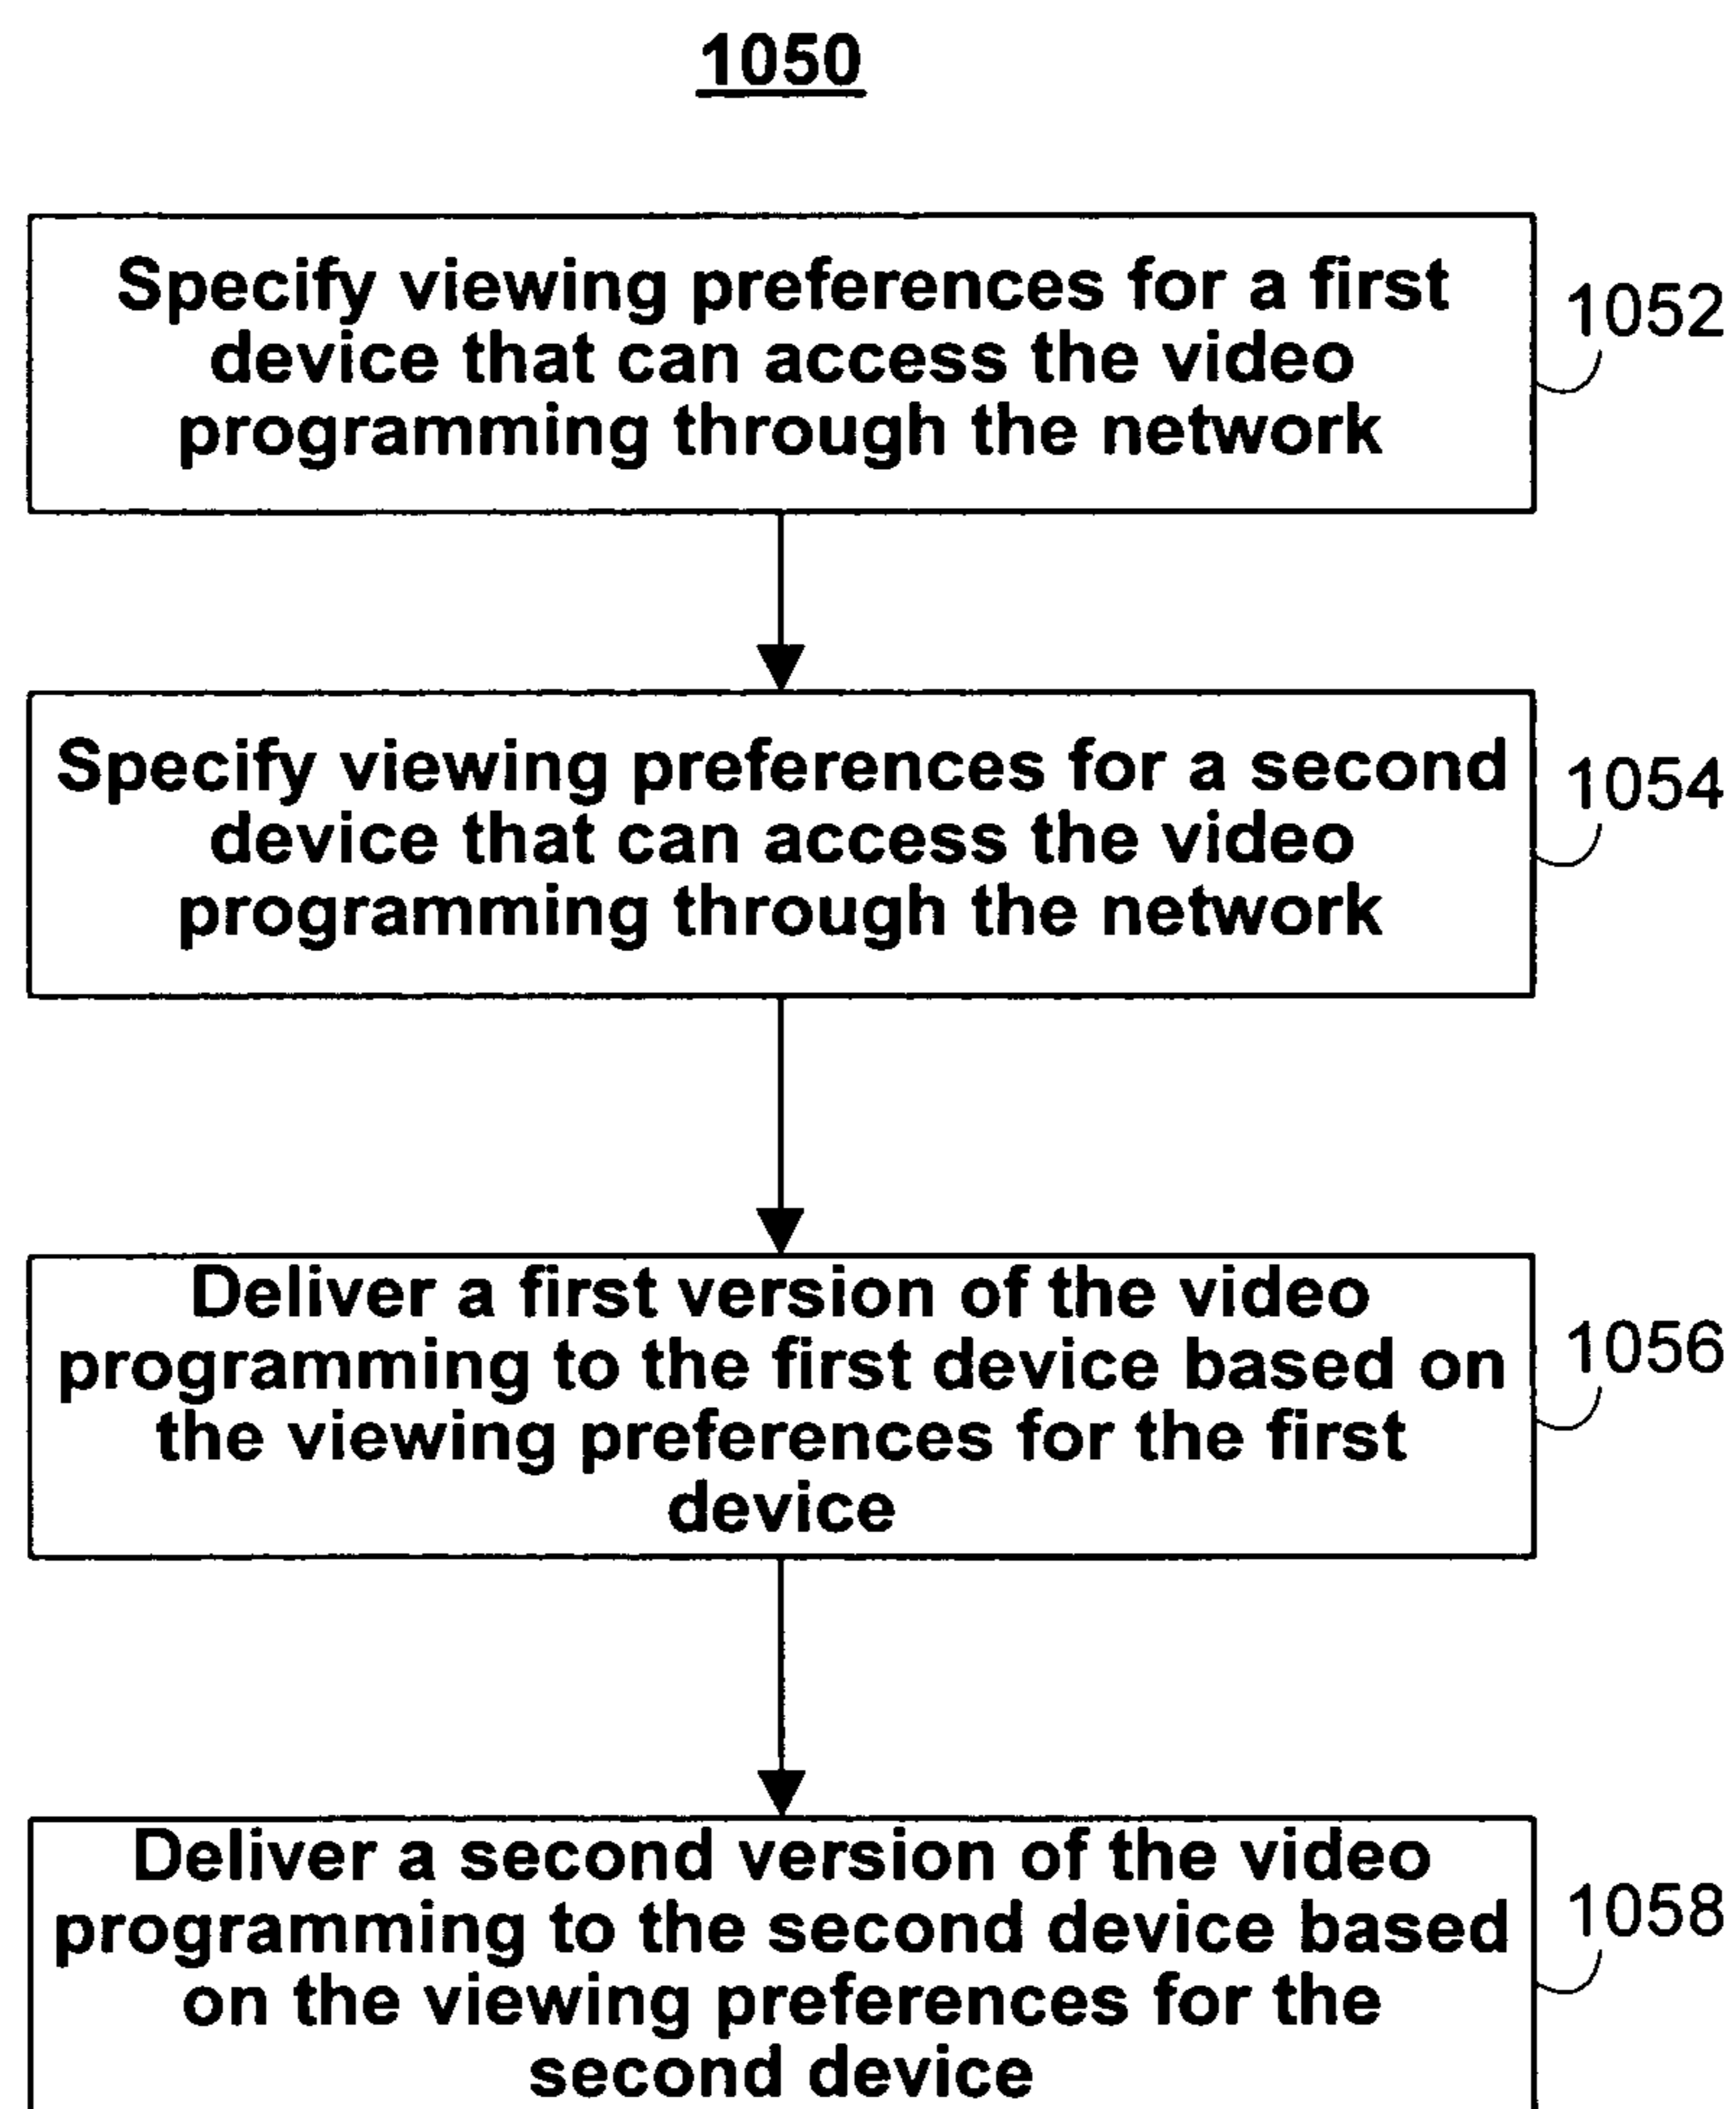 1050
Specify viewing preferences for a first
device that can access the video
programming through the network
1052
Specify viewing preferences for a second
device that can access the video
programming through the network
1054
Deliver a first version of the video
programming to the first device based on
the viewing preferences for the first
device
1056
Deliver a second version of the video
programming to the second device based
on the viewing preferences for the
second device
1058